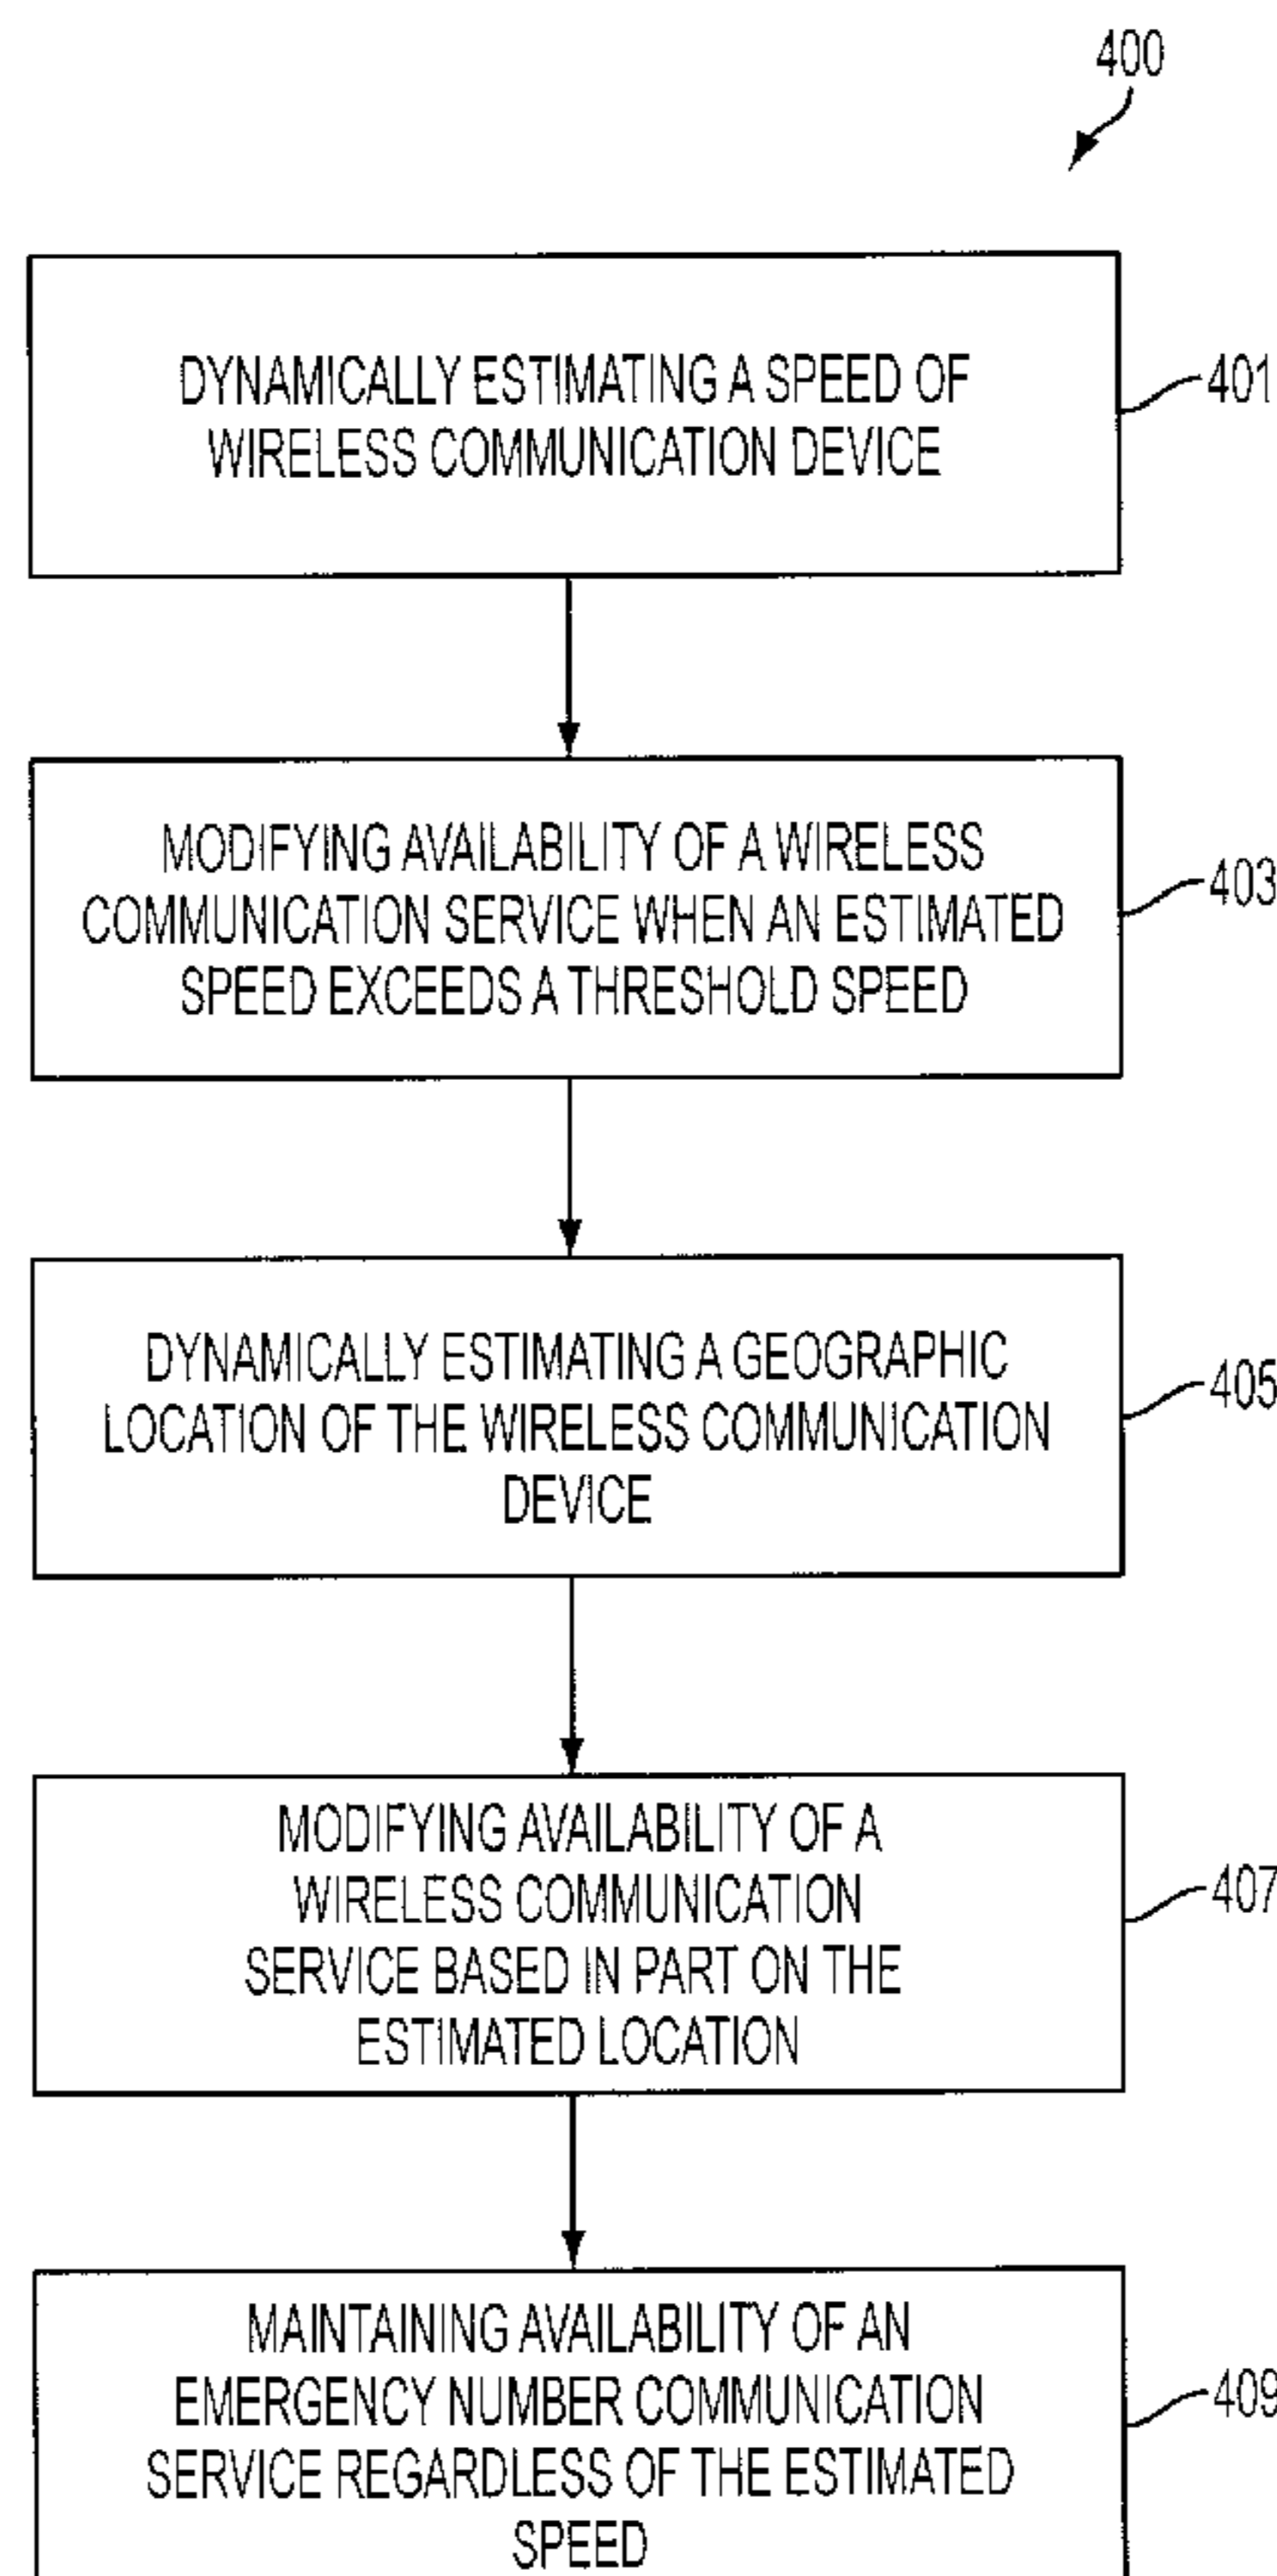 400
DYNAMICALLY ESTIMATING A SPEED OF
WIRELESS COMMUNICATION DEVICE
401
MODIFYING AVAILABILITY OF A WIRELESS
COMMUNICATION SERVICE WHEN AN ESTIMATED
SPEED EXCEEDS A THRESHOLD SPEED
403
DYNAMICALLY ESTIMATING A GEOGRAPHIC
LOCATION OF THE WIRELESS COMMUNICATION
DEVICE
405
MODIFYING AVAILABILITY OF A
WIRELESS COMMUNICATION
SERVICE BASED IN PART ON THE
ESTIMATED LOCATION
407
MAINTAINING AVAILABILITY OF AN
EMERGENCY NUMBER COMMUNICATION
SERVICE REGARDLESS OF THE ESTIMATED
SPEED
409